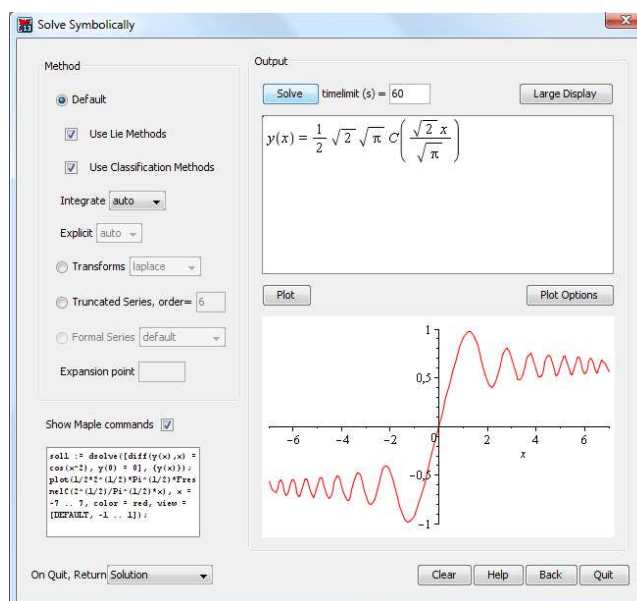 Solve Symbolically
Method
Default
Use Lie Methods
Use Classification Methods
Integrate auto
Explicit auto
Transforms laplace
Truncated Series, order= 6
Formal Series default
Expansion point
Show Maple commands
sol1 := dsolve([diff(y(x),x) =
cos(x^2), y(0) = 0], {y(x)});
plot(1/2*2^(1/2)*Pi^(1/2)*Fres
nelC(2^(1/2)/Pi^(1/2)*x), x =
-7 .. 7, color = red, view =
[DEFAULT, -1 .. 1]);
On Quit, Return Solution
Output
Solve timelimit (s) = 60 Large Display
y(x) = 1/2 √2 √π C(√2 x/√π)
Plot Plot Options
1
0,5
-6 -4 -2 0 2 4 6
x
-0,5
-1
Clear Help Back Quit